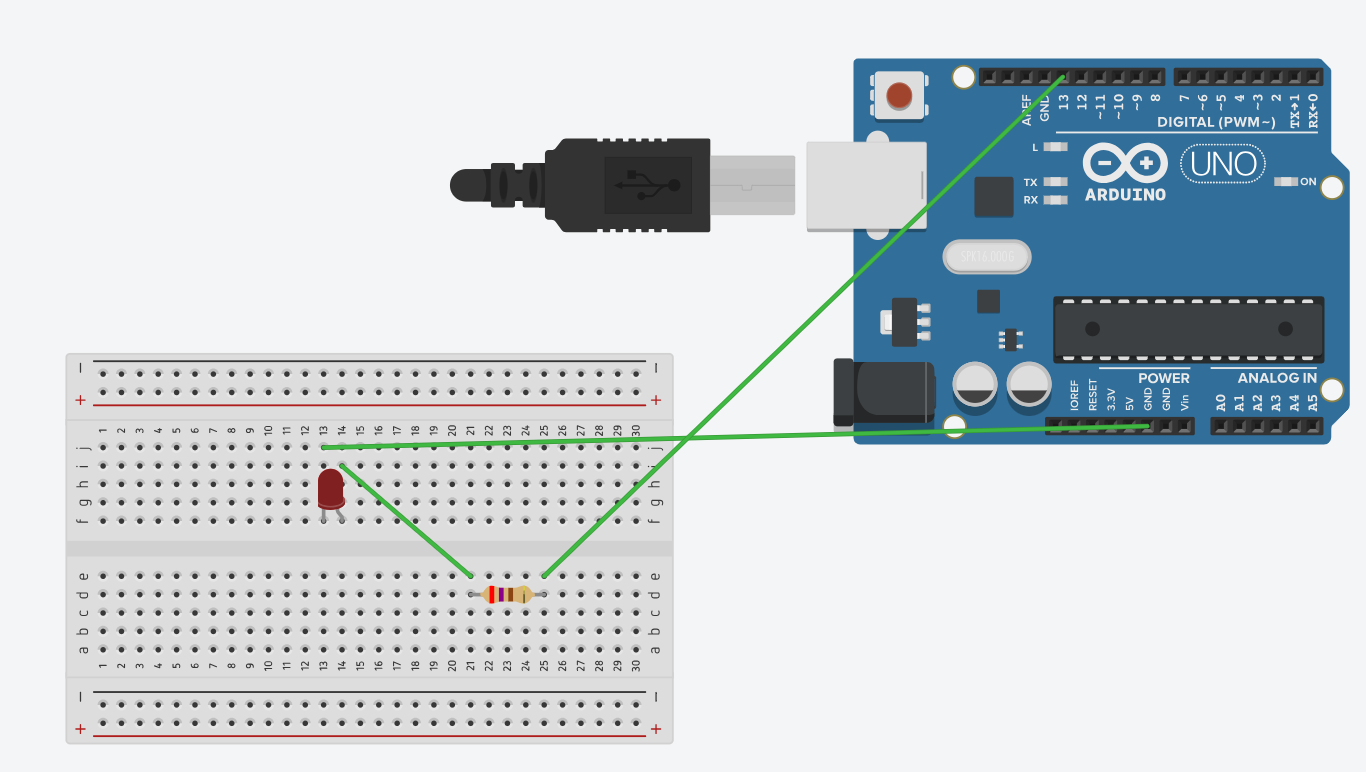 AREF
GND
13
12
~11
~10
~9
8
7
~6
~5
4
~3
2
TX→1
RX←0
DIGITAL (PWM~)
L
TX
RX
UNO
ARDUINO
ON
SPK16.000G
POWER
ANALOG IN
IOREF
RESET
3.3V
5V
GND
GND
Vin
A0
A1
A2
A3
A4
A5
− −
+ +
1 2 3 4 5 6 7 8 9 10 11 12 13 14 15 16 17 18 19 20 21 22 23 24 25 26 27 28 29 30
j j
i i
h h
g g
f f
e e
d d
c c
b b
a a
1 2 3 4 5 6 7 8 9 10 11 12 13 14 15 16 17 18 19 20 21 22 23 24 25 26 27 28 29 30
− −
+ +